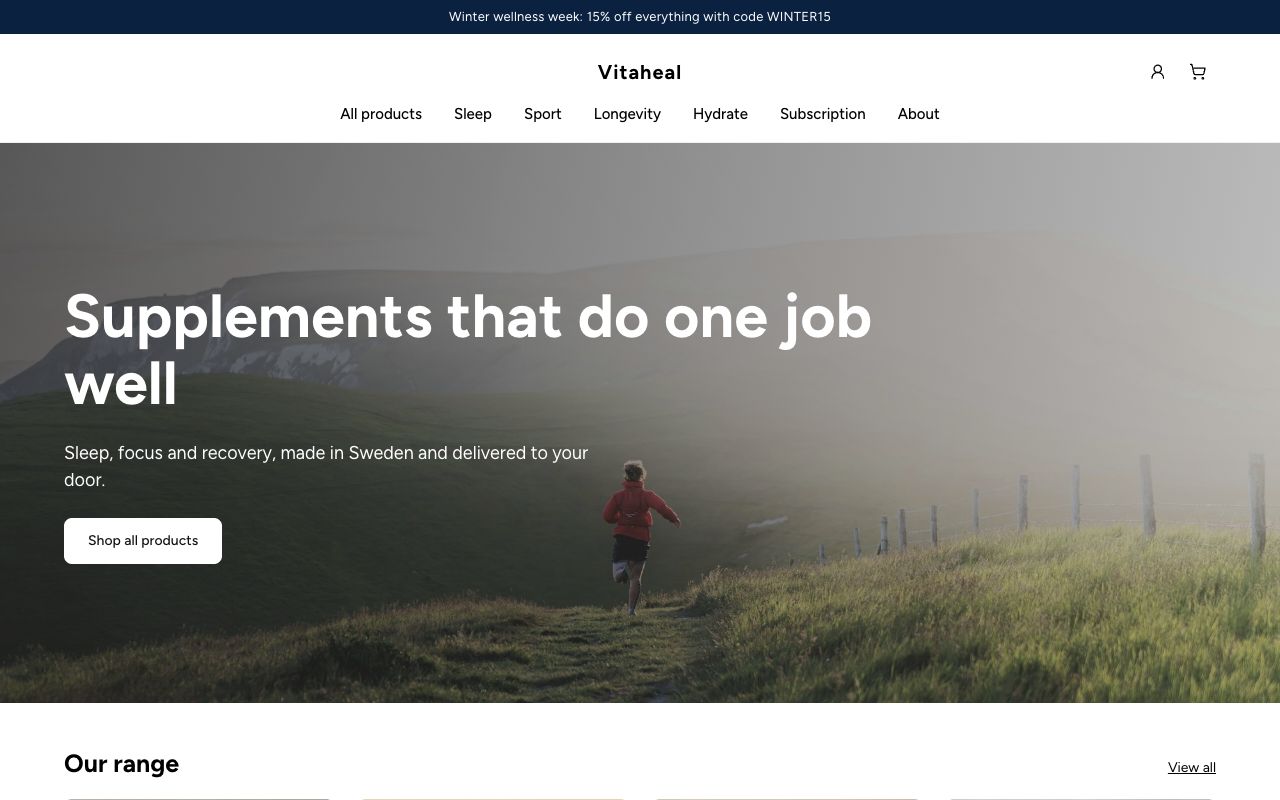 Winter wellness week: 15% off everything with code WINTER15
Vitaheal
All products Sleep Sport Longevity Hydrate Subscription About
Supplements that do one job
well
Sleep, focus and recovery, made in Sweden and delivered to your
door.
Shop all products
Our range
View all